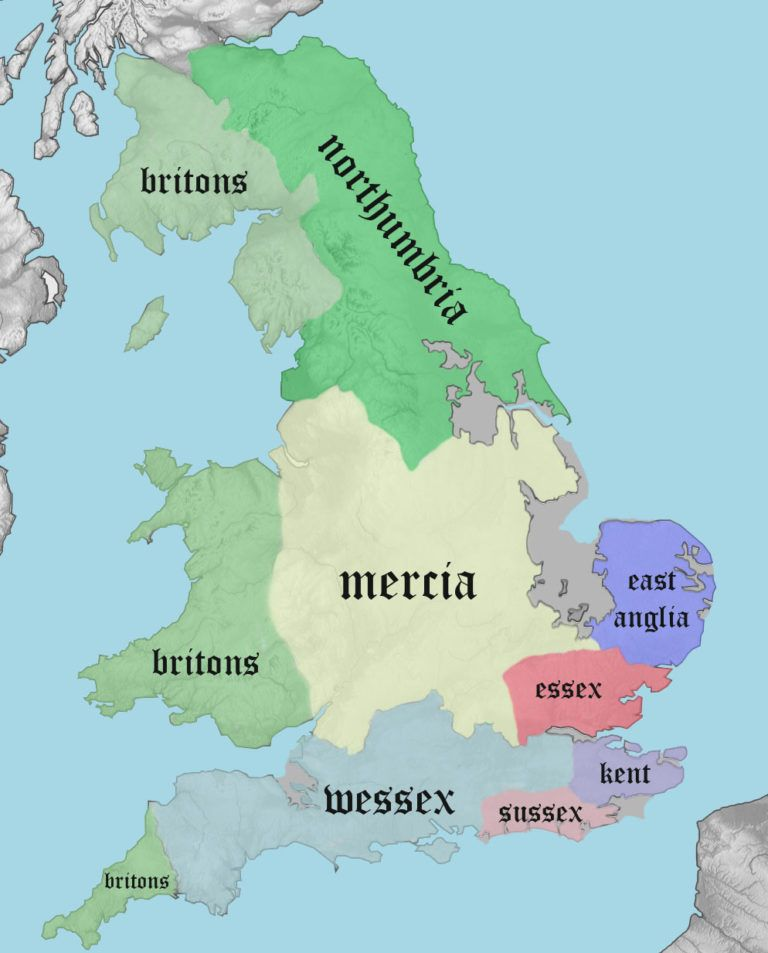 britons
northumbria
mercia
east
anglia
britons
essex
wessex
kent
sussex
britons